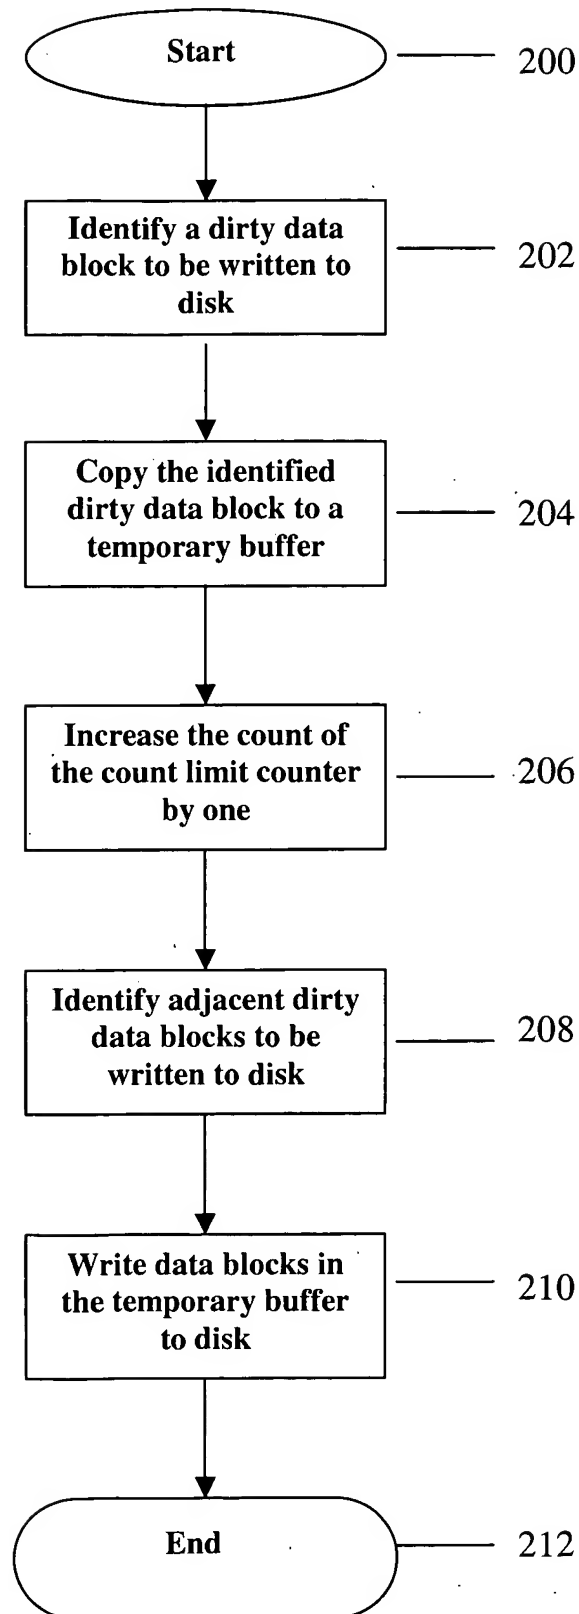 Start
200
Identify a dirty data
block to be written to
disk
202
Copy the identified
dirty data block to a
temporary buffer
204
Increase the count of
the count limit counter
by one
206
Identify adjacent dirty
data blocks to be
written to disk
208
Write data blocks in
the temporary buffer
to disk
210
End
212